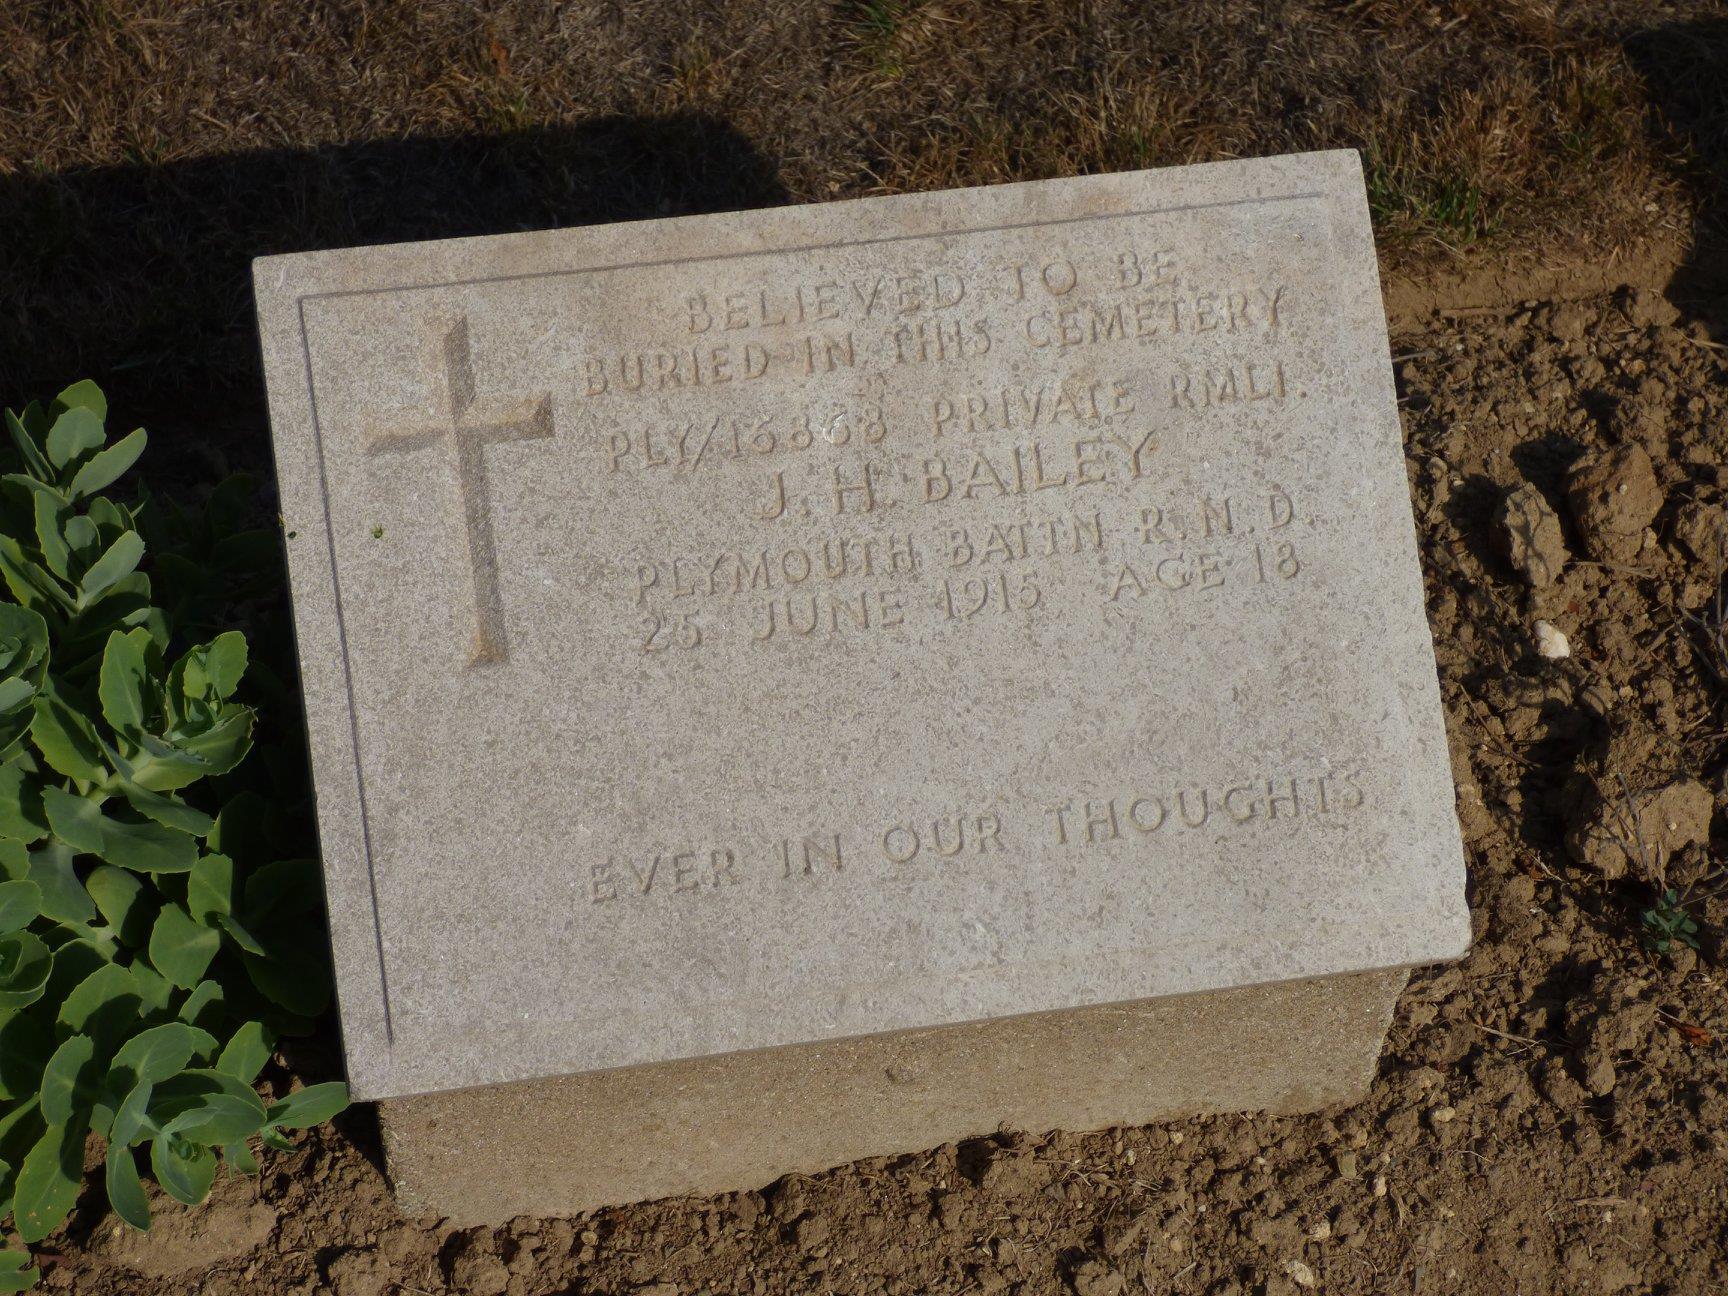 BELIEVED TO BE
BURIED IN THIS CEMETERY
PLY/16868 PRIVATE RMLI.
J. H. BAILEY
PLYMOUTH BATTN R.N.D.
25 JUNE 1915 AGE 18
EVER IN OUR THOUGHTS